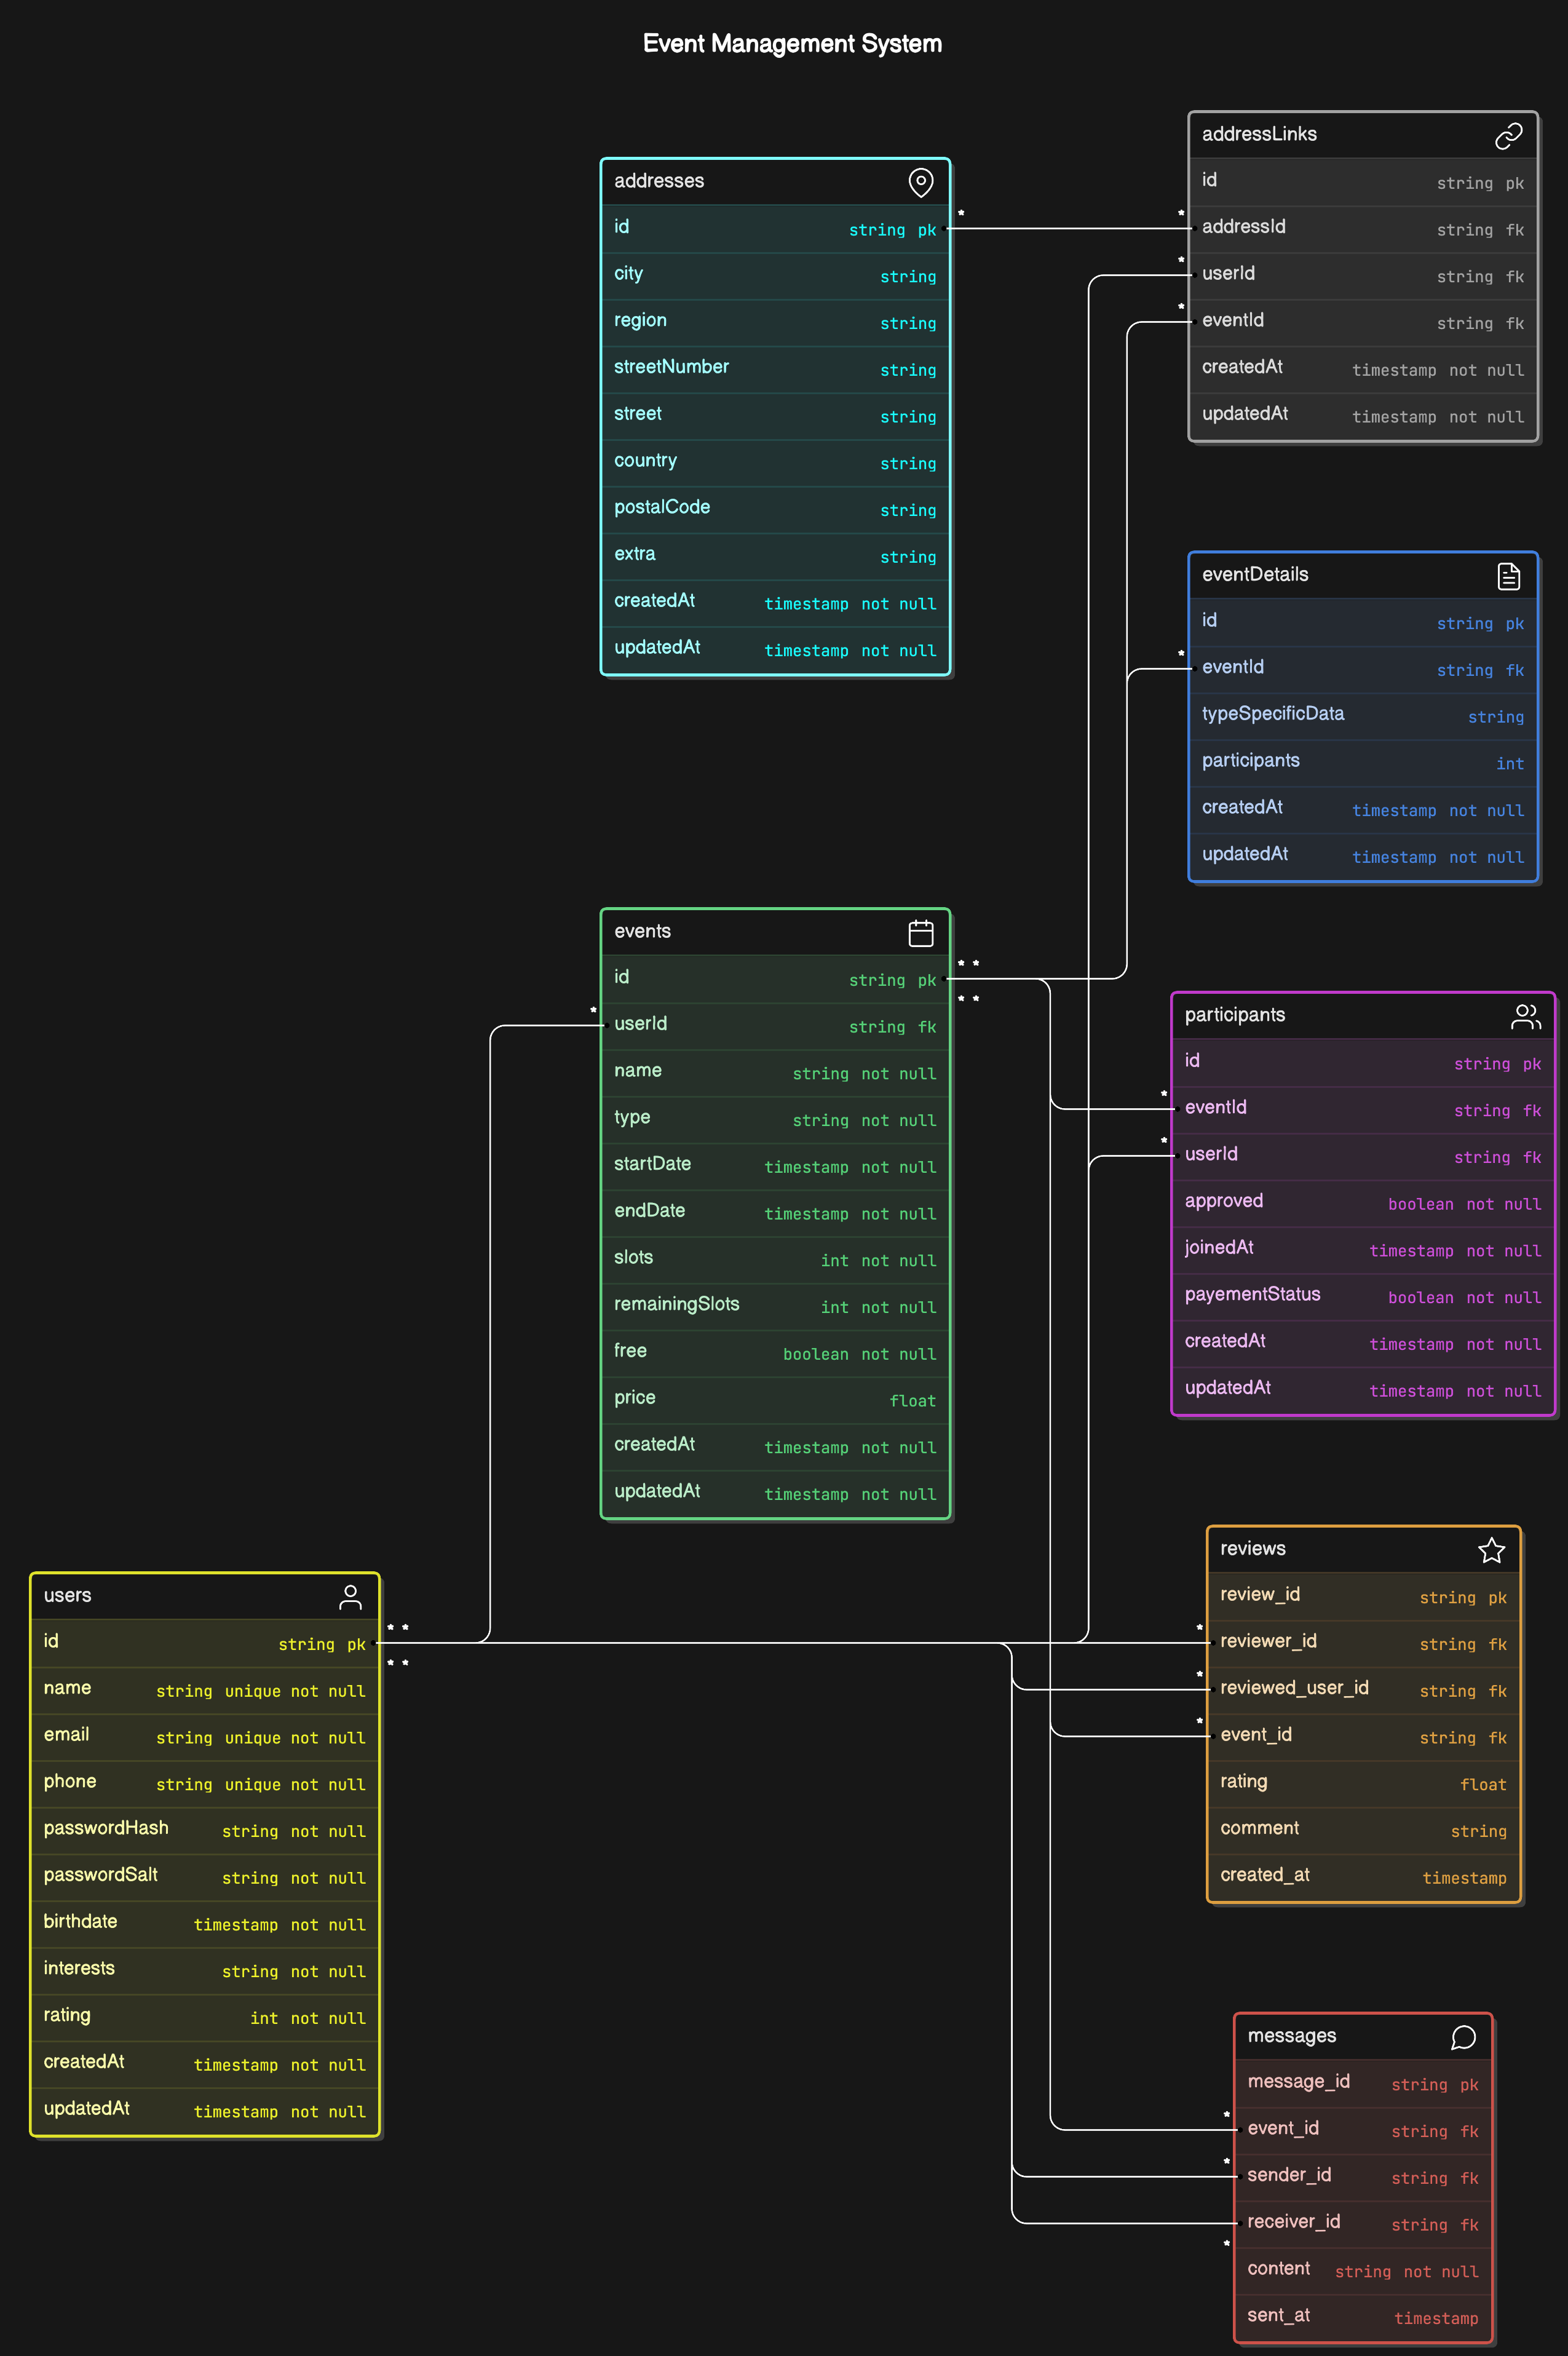 Event Management System
addressLinks
id string pk
addressId string fk
userId string fk
eventId string fk
createdAt timestamp not null
updatedAt timestamp not null
addresses
id string pk
city string
region string
streetNumber string
street string
country string
postalCode string
extra string
createdAt timestamp not null
updatedAt timestamp not null
eventDetails
id string pk
eventId string fk
typeSpecificData string
participants int
createdAt timestamp not null
updatedAt timestamp not null
events
id string pk
userId string fk
name string not null
type string not null
startDate timestamp not null
endDate timestamp not null
slots int not null
remainingSlots int not null
free boolean not null
price float
createdAt timestamp not null
updatedAt timestamp not null
participants
id string pk
eventId string fk
userId string fk
approved boolean not null
joinedAt timestamp not null
payementStatus boolean not null
createdAt timestamp not null
updatedAt timestamp not null
users
id string pk
name string unique not null
email string unique not null
phone string unique not null
passwordHash string not null
passwordSalt string not null
birthdate timestamp not null
interests string not null
rating int not null
createdAt timestamp not null
updatedAt timestamp not null
reviews
review_id string pk
reviewer_id string fk
reviewed_user_id string fk
event_id string fk
rating float
comment string
created_at timestamp
messages
message_id string pk
event_id string fk
sender_id string fk
receiver_id string fk
content string not null
sent_at timestamp